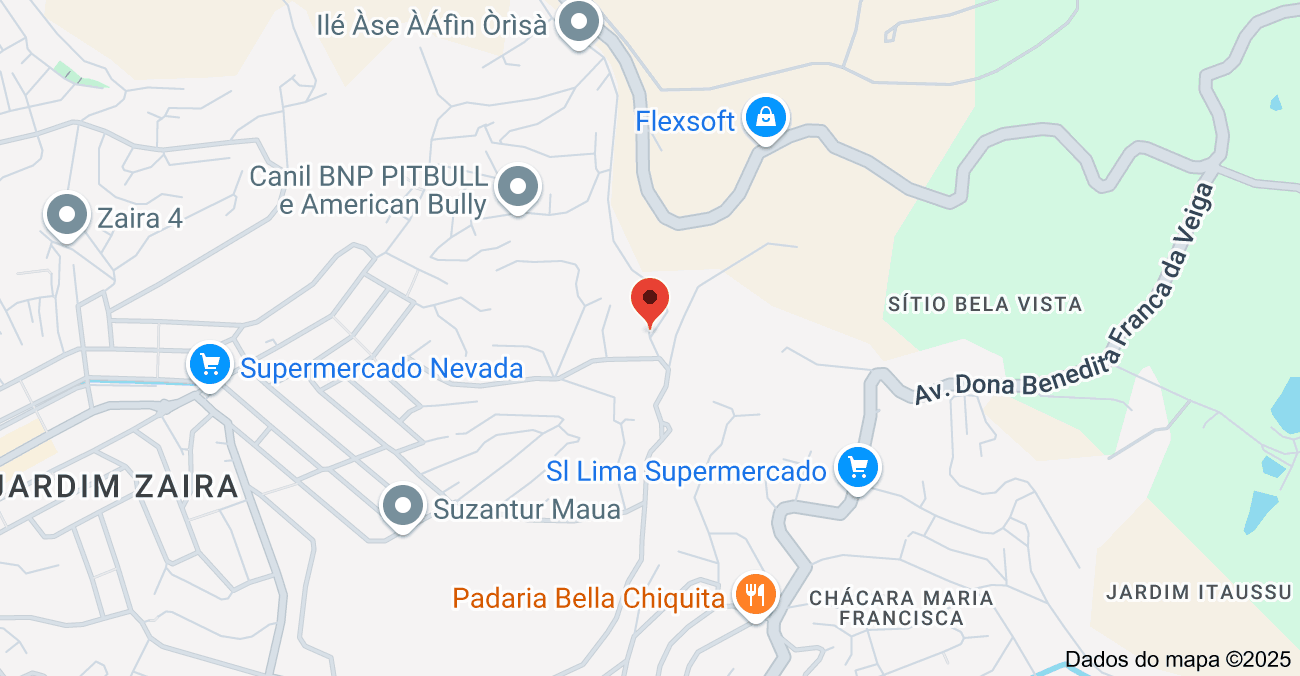 Ilé Àse ÀÁfìn Òrìsà
Flexsoft
Canil BNP PITBULL
e American Bully
Zaira 4
Av. Dona Benedita Franca da Veiga
SÍTIO BELA VISTA
Supermercado Nevada
Sl Lima Supermercado
JARDIM ZAIRA
Suzantur Maua
Padaria Bella Chiquita
CHÁCARA MARIA
FRANCISCA
JARDIM ITAUSSU
Dados do mapa ©2025